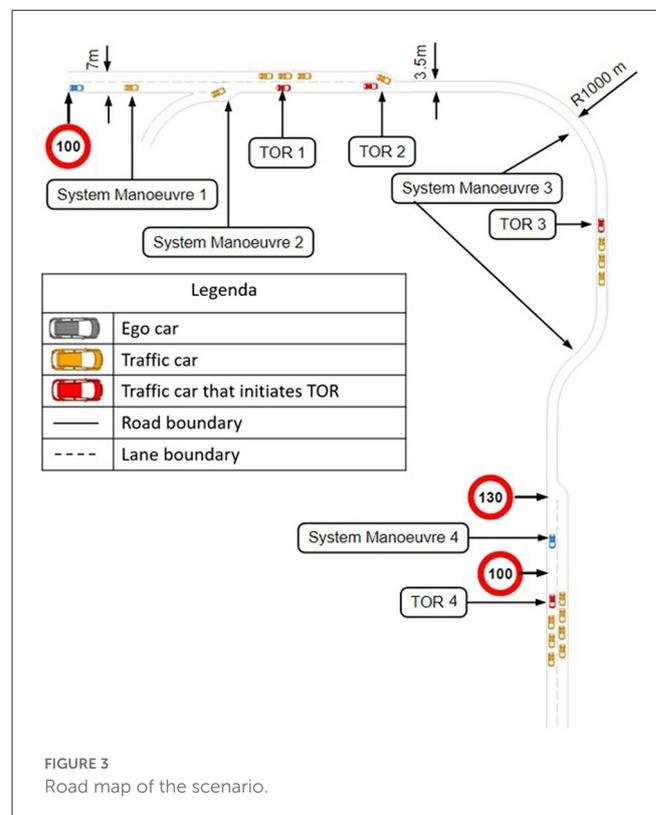 7m
3.5m
R1000 m
100
TOR 1
TOR 2
System Manoeuvre 1
System Manoeuvre 3
System Manoeuvre 2
TOR 3
Legenda
Ego car
Traffic car
Traffic car that initiates TOR
Road boundary
Lane boundary
130
System Manoeuvre 4
100
TOR 4
FIGURE 3
Road map of the scenario.